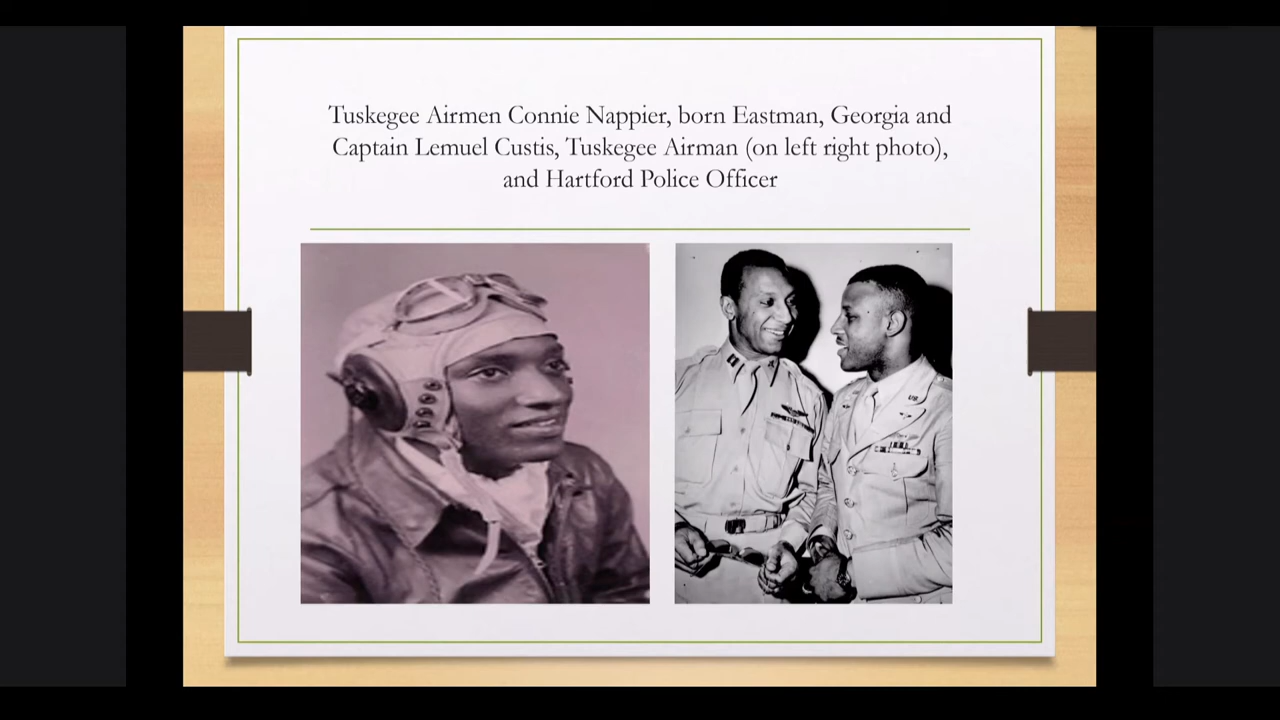 Tuskegee Airmen Connie Nappier, born Eastman, Georgia and
Captain Lemuel Custis, Tuskegee Airman (on left right photo),
and Hartford Police Officer